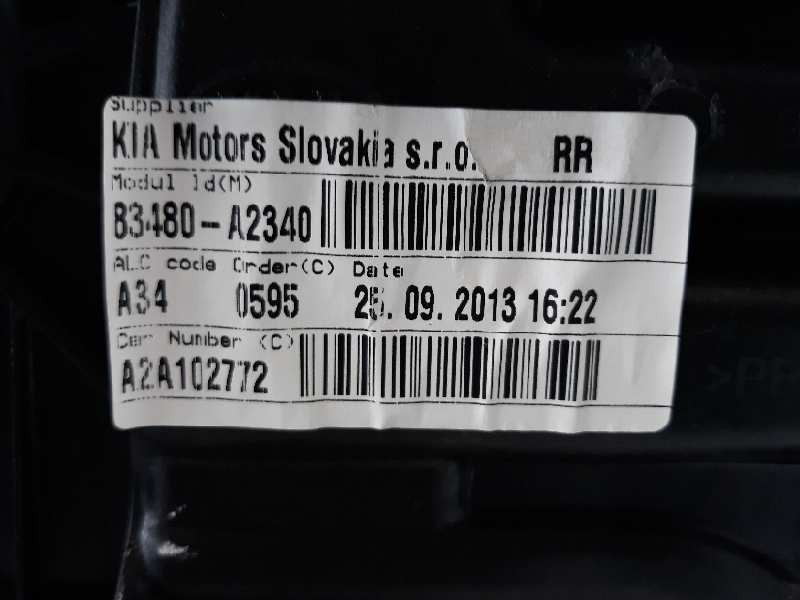 Supplier
KIA Motors Slovakia s.r.o. RR
Modul Id(M)
83480-A2340
ALC code Order(C) Date
A34 0595 25. 09. 2013 16:22
Car Number (C)
A2A102772
>PP